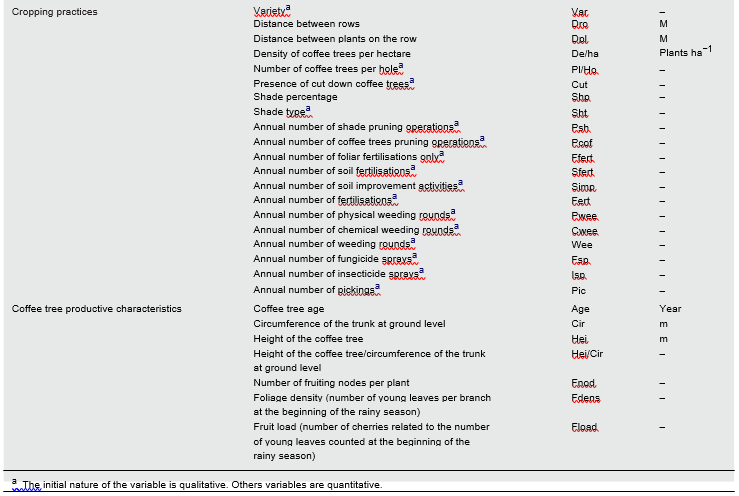 Cropping practices Variety^a Var –
Distance between rows Dro M
Distance between plants on the row Dpl M
Density of coffee trees per hectare De/ha Plants ha^−1
Number of coffee trees per hole^a Pl/Ho –
Presence of cut down coffee trees^a Cut –
Shade percentage Shp –
Shade type^a Sht –
Annual number of shade pruning operations^a Psh –
Annual number of coffee trees pruning operations^a Pcof –
Annual number of foliar fertilisations only^a Ffert –
Annual number of soil fertilisations^a Sfert –
Annual number of soil improvement activities^a Simp –
Annual number of fertilisations^a Fert –
Annual number of physical weeding rounds^a Pwee –
Annual number of chemical weeding rounds^a Cwee –
Annual number of weeding rounds^a Wee –
Annual number of fungicide sprays^a Fsp –
Annual number of insecticide sprays^a Isp –
Annual number of pickings^a Pic –
Coffee tree productive characteristics Coffee tree age Age Year
Circumference of the trunk at ground level Cir m
Height of the coffee tree Hei m
Height of the coffee tree/circumference of the trunk Hei/Cir –
at ground level
Number of fruiting nodes per plant Fnod –
Foliage density (number of young leaves per branch Fdens –
at the beginning of the rainy season)
Fruit load (number of cherries related to the number Fload –
of young leaves counted at the beginning of the
rainy season)
^a The initial nature of the variable is qualitative. Others variables are quantitative.